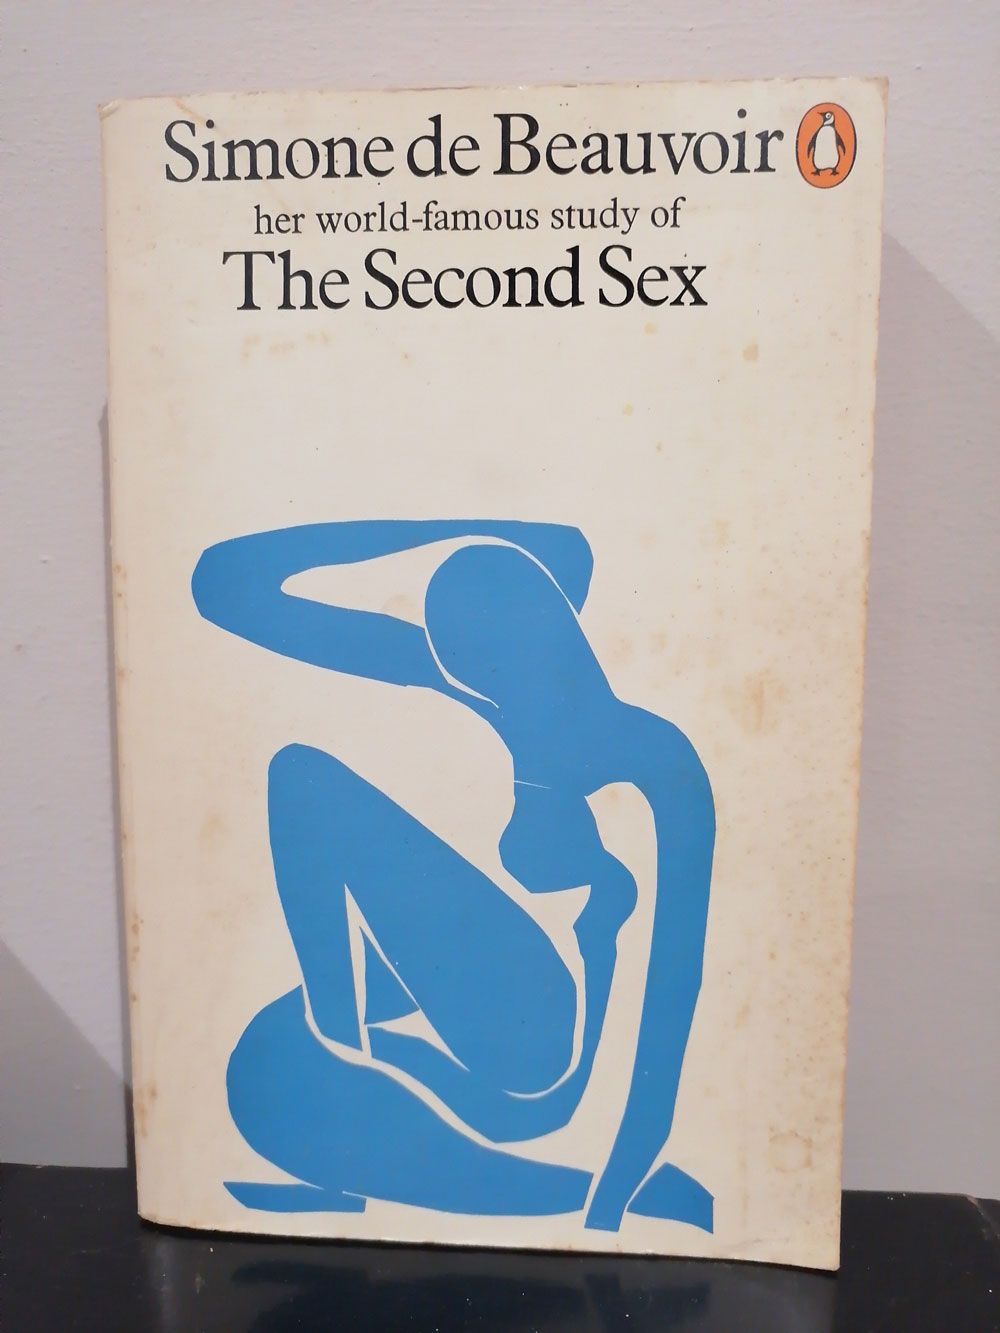 Simone de Beauvoir
her world-famous study of
The Second Sex